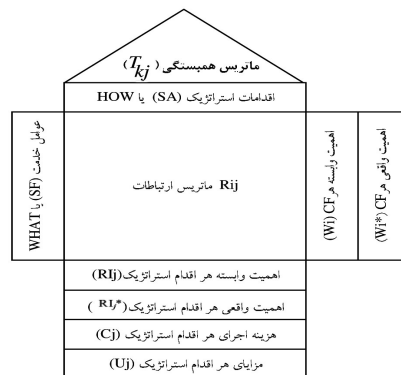 ماتریس همبستگی (Tkj)
اقدامات استراتژیک (SA) یا HOW
عوامل خدمت (SF) یا WHAT
Rij ماتریس ارتباطات
اهمیت وابسته هر CF (Wi)
اهمیت واقعی هر CF (Wi*)
اهمیت وابسته هر اقدام استراتژیک (RIj)
اهمیت واقعی هر اقدام استراتژیک (RIj*)
هزینه اجرای هر اقدام استراتژیک (Cj)
مزایای هر اقدام استراتژیک (Uj)